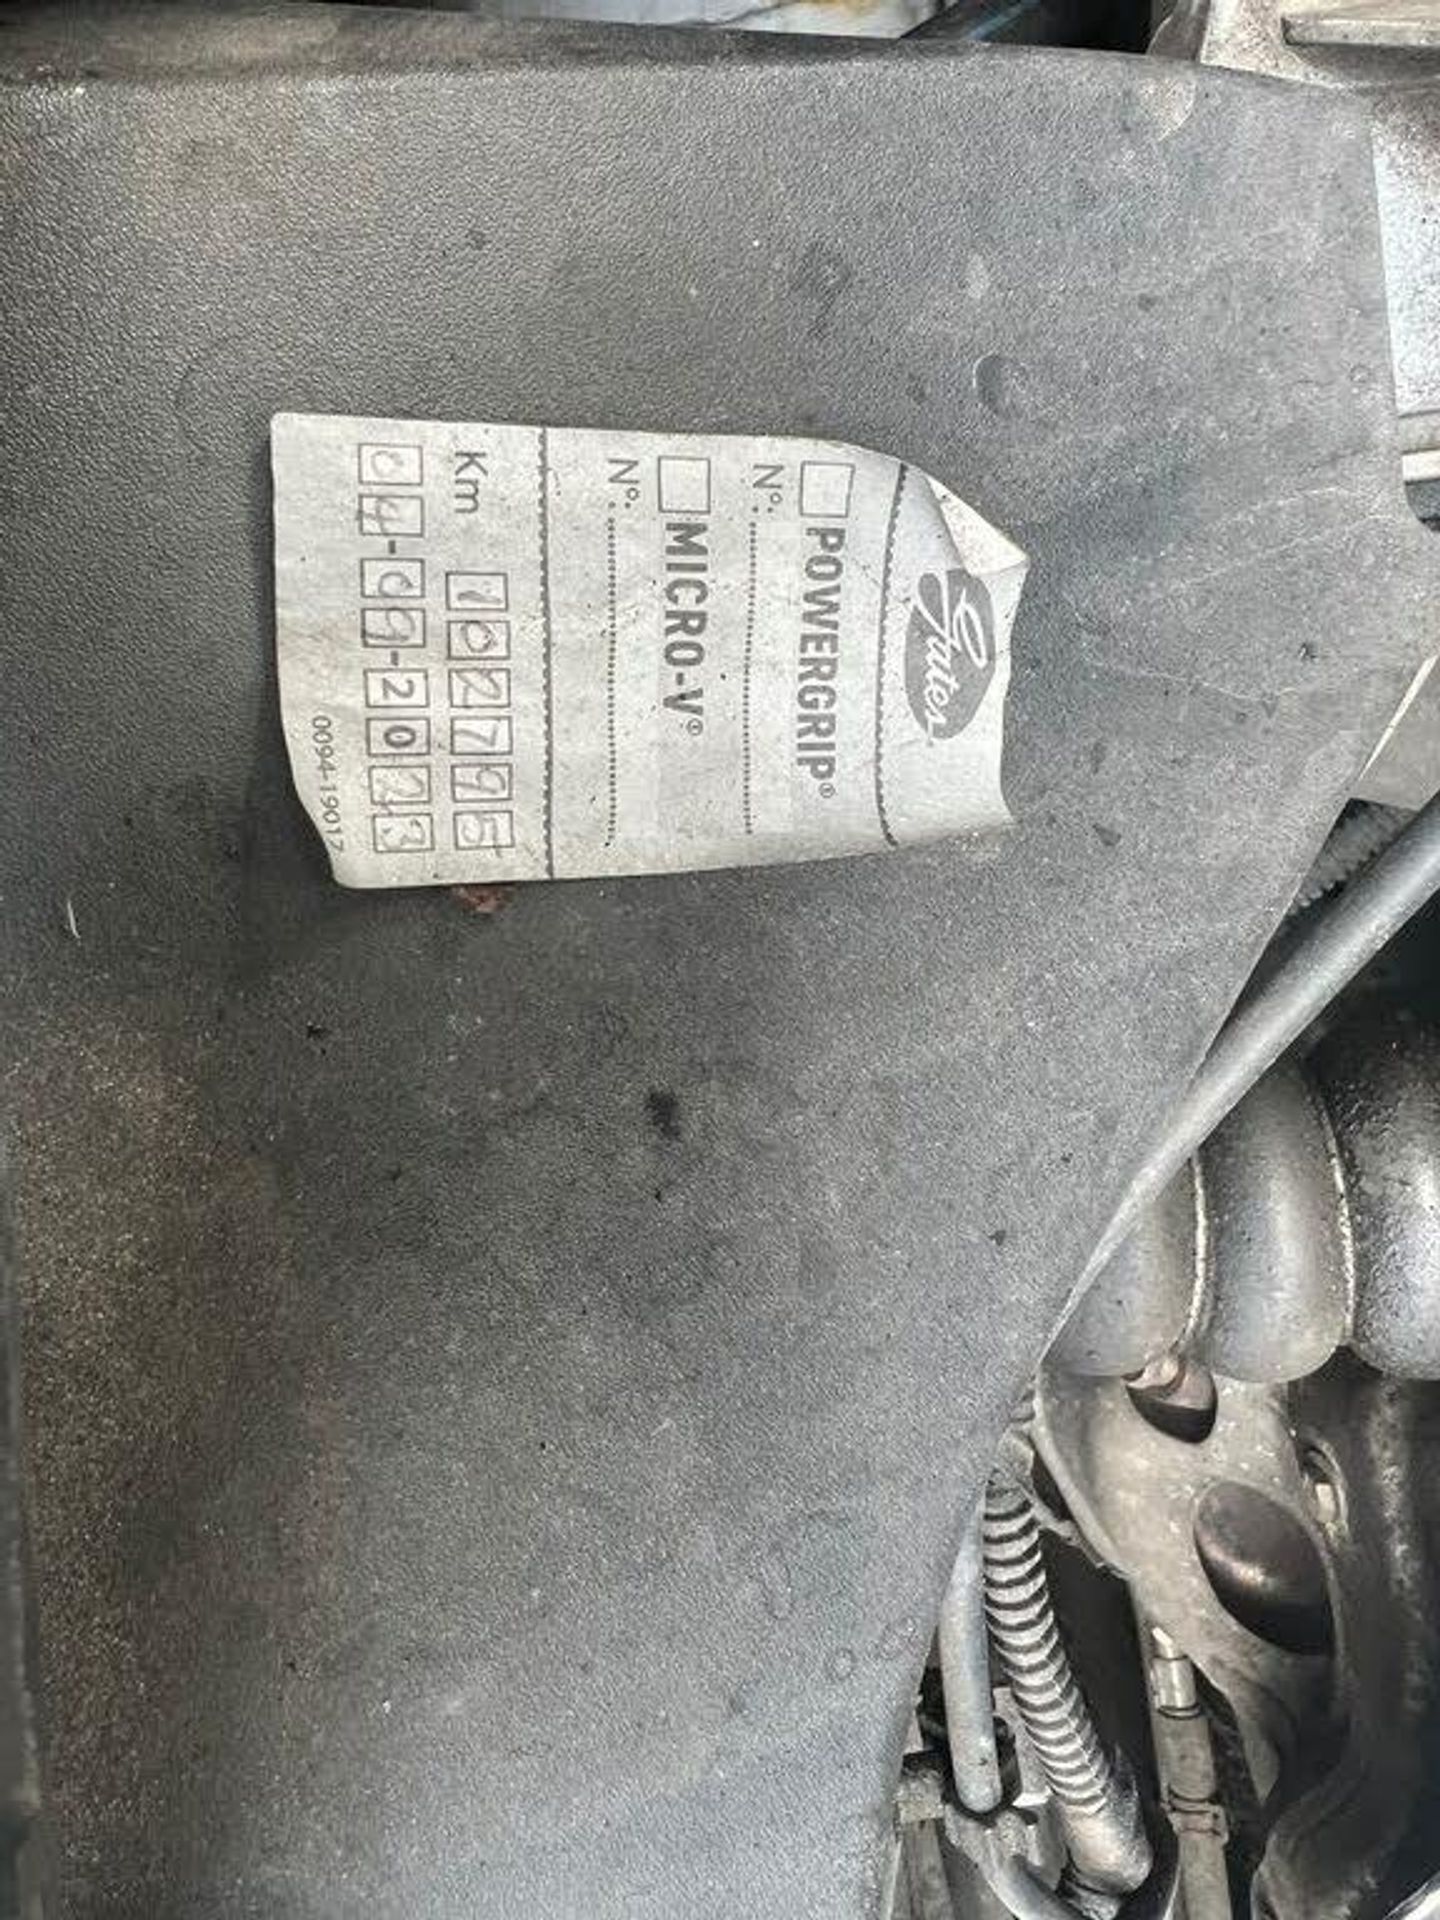 Gates
POWERGRIP®
N°.
MICRO-V®
N°.
Km 102795
04-09-2023
0094-19017